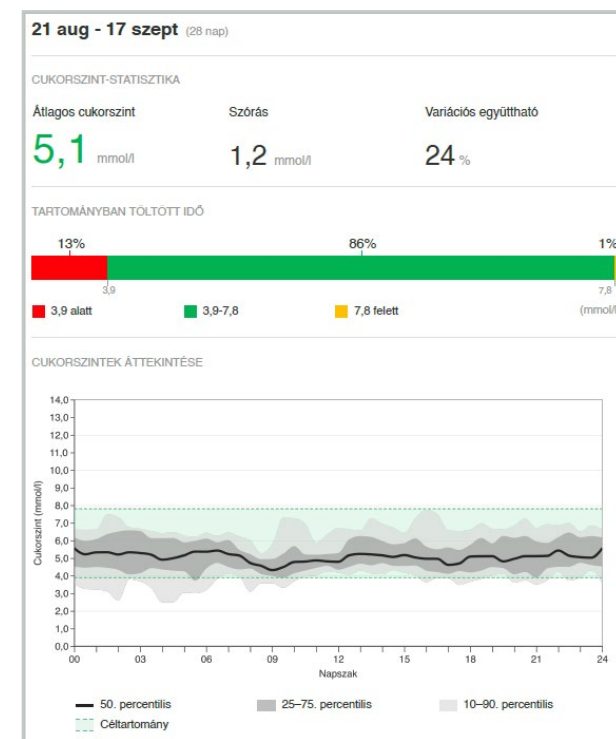 21 aug - 17 szept (28 nap)
CUKORSZINT-STATISZTIKA
Átlagos cukorszint Szórás Variációs együttható
5,1 mmol/l 1,2 mmol/l 24 %
TARTOMÁNYBAN TÖLTÖTT IDŐ
13% 86% 1%
3,9 7,8
3,9 alatt 3,9-7,8 7,8 felett (mmol/l
CUKORSZINTEK ÁTTEKINTÉSE
14,0
13,0
12,0
11,0
10,0
9,0
8,0
7,0
6,0
5,0
4,0
3,0
2,0
1,0
0,0
Cukorszint (mmol/l)
00 03 06 09 12 15 18 21 24
Napszak
50. percentilis 25–75. percentilis 10–90. percentilis
Céltartomány